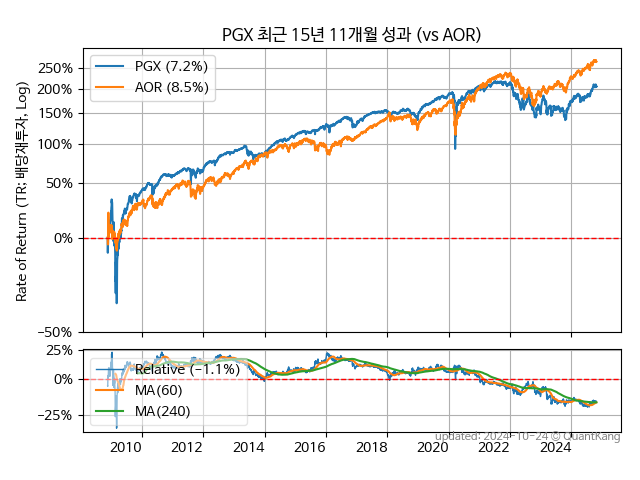 PGX 최근 15년 11개월 성과 (vs AOR)
Rate of Return (TR: 배당재투자, Log)
250%
200%
150%
100%
50%
0%
−50%
PGX (7.2%)
AOR (8.5%)
25%
0%
−25%
Relative (−1.1%)
MA(60)
MA(240)
updated: 2024-10-24 © QuantKang
2010 2012 2014 2016 2018 2020 2022 2024